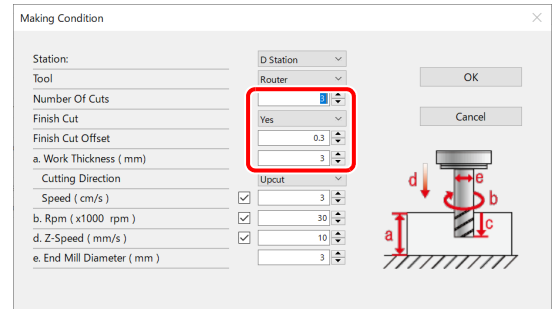 Making Condition
Station: D Station
Tool Router
Number Of Cuts 3
Finish Cut Yes
Finish Cut Offset 0.3
a. Work Thickness ( mm) 3
Cutting Direction Upcut
Speed ( cm/s ) 3
b. Rpm ( x1000 rpm ) 30
d. Z-Speed ( mm/s ) 10
e. End Mill Diameter ( mm ) 3
OK
Cancel
d e
b
a c